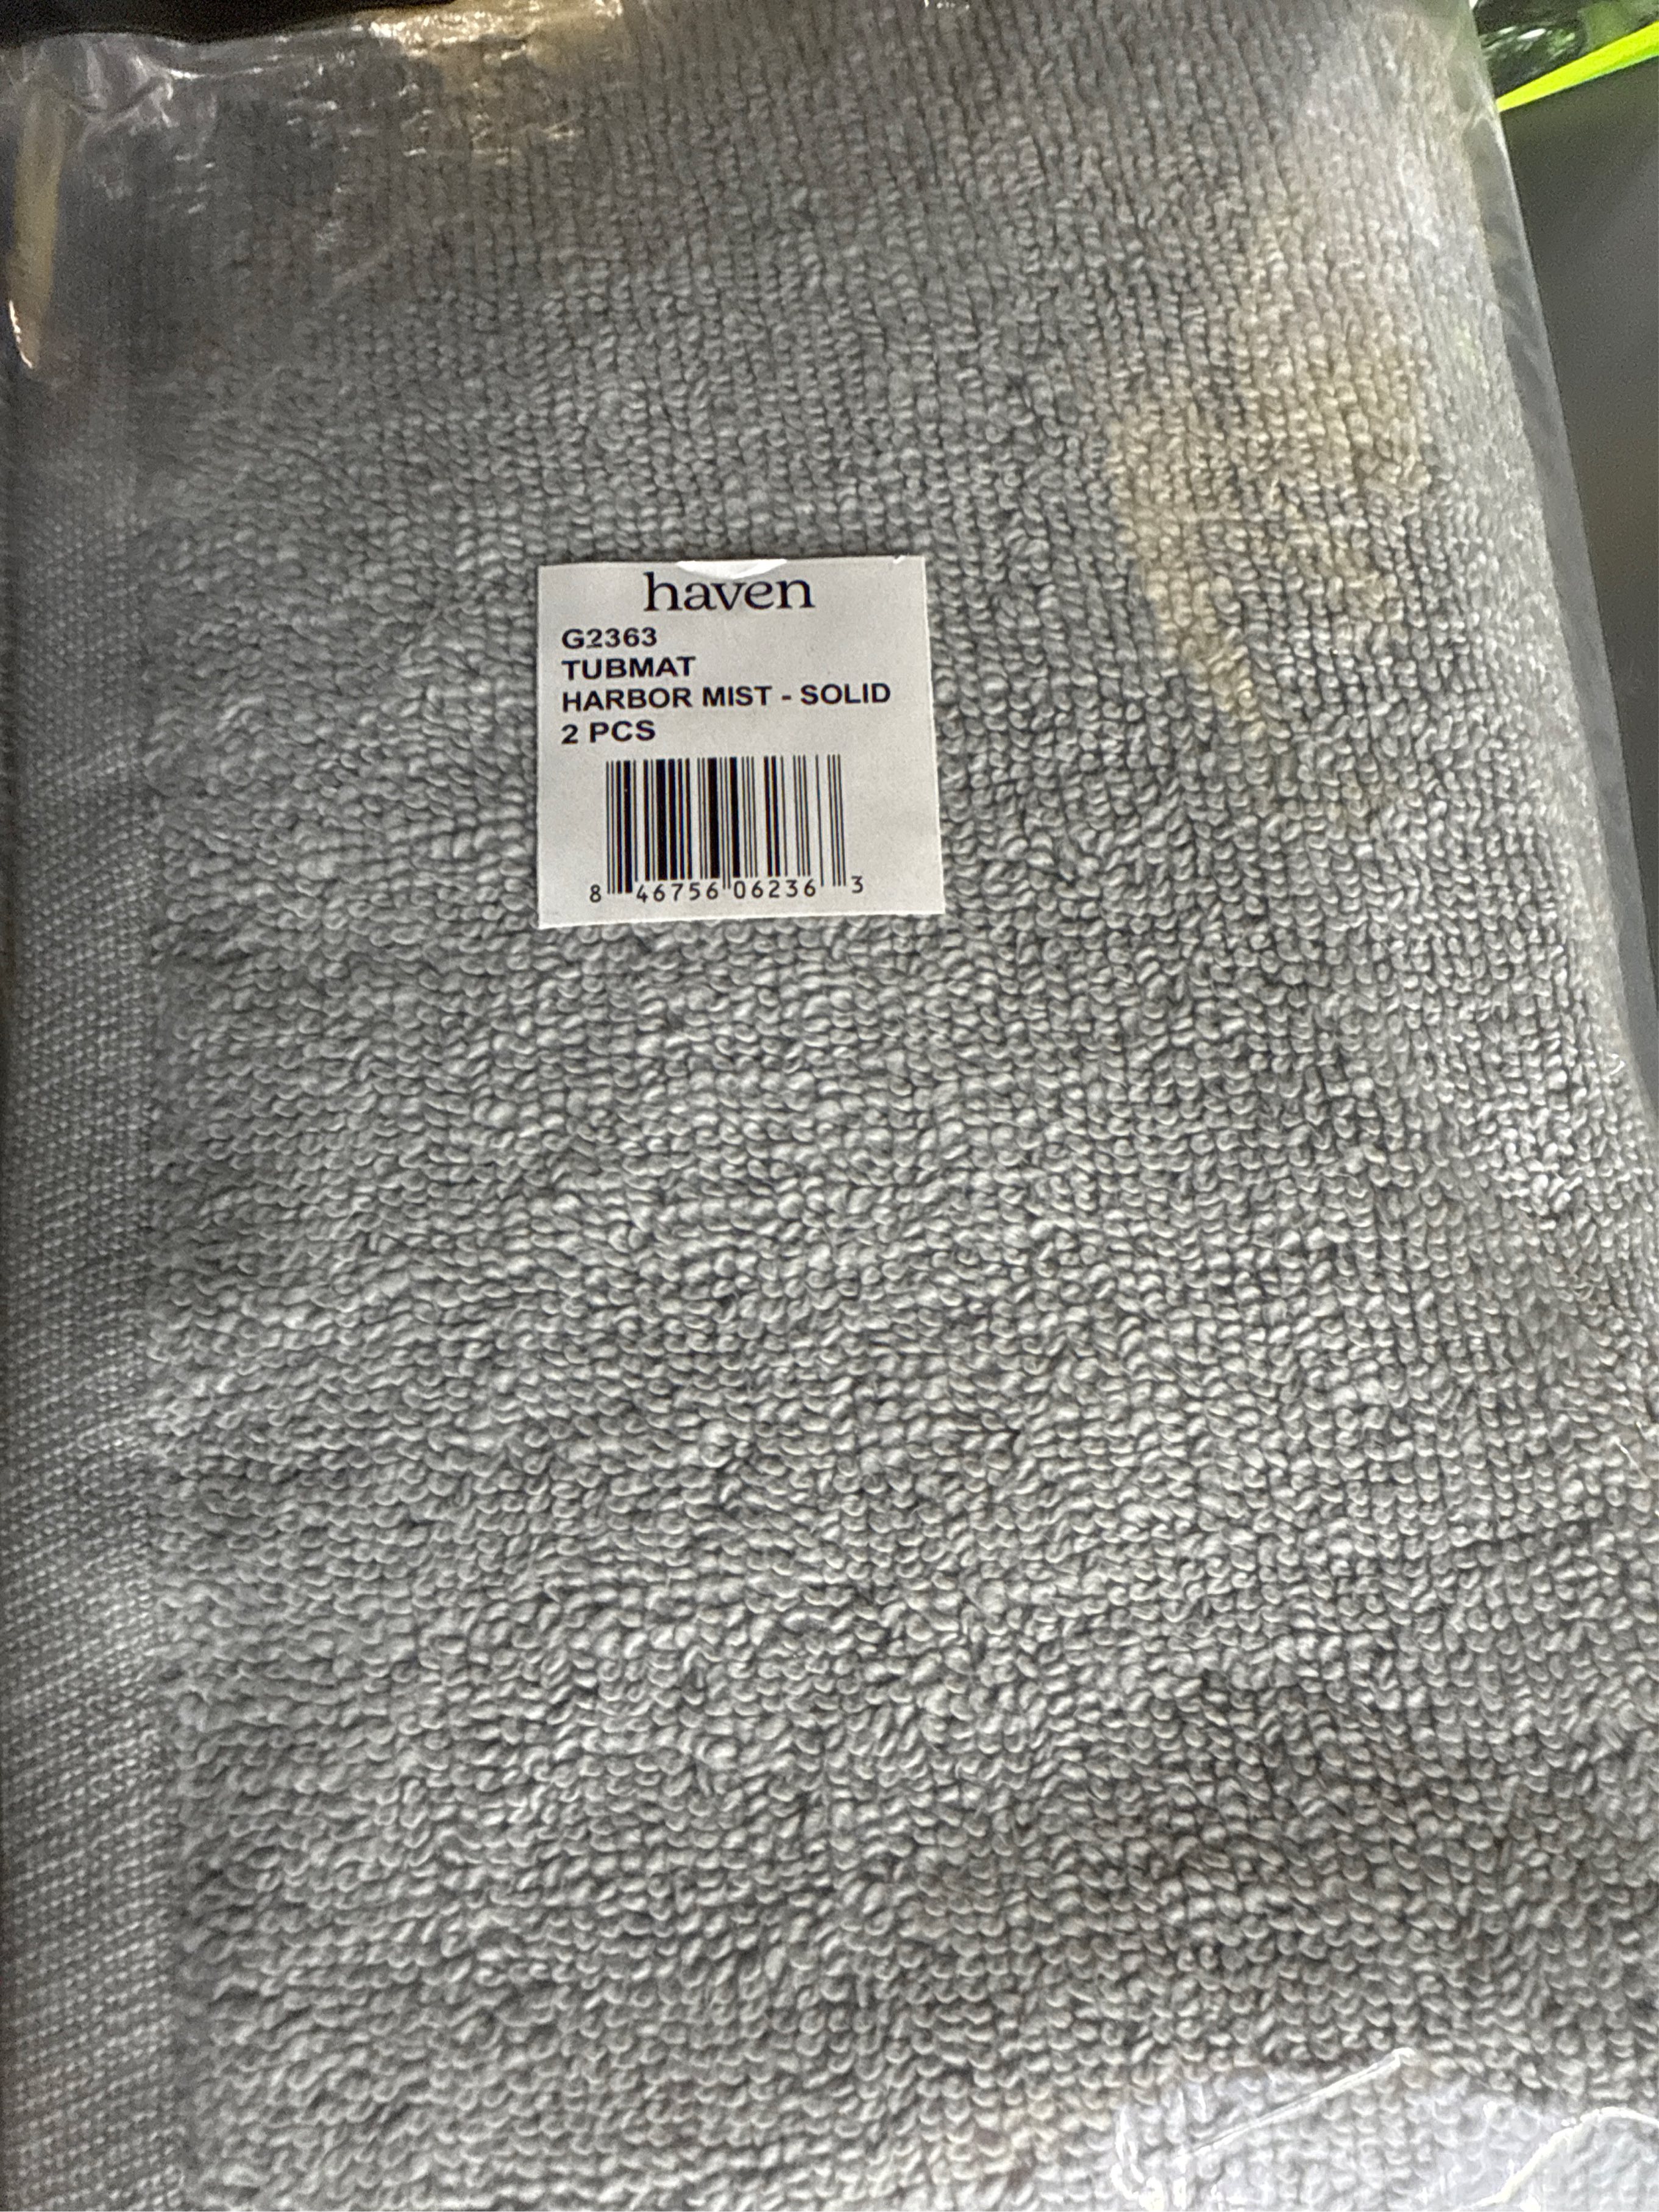 haven
G2363
TUBMAT
HARBOR MIST - SOLID
2 PCS
8 46756 06236 3